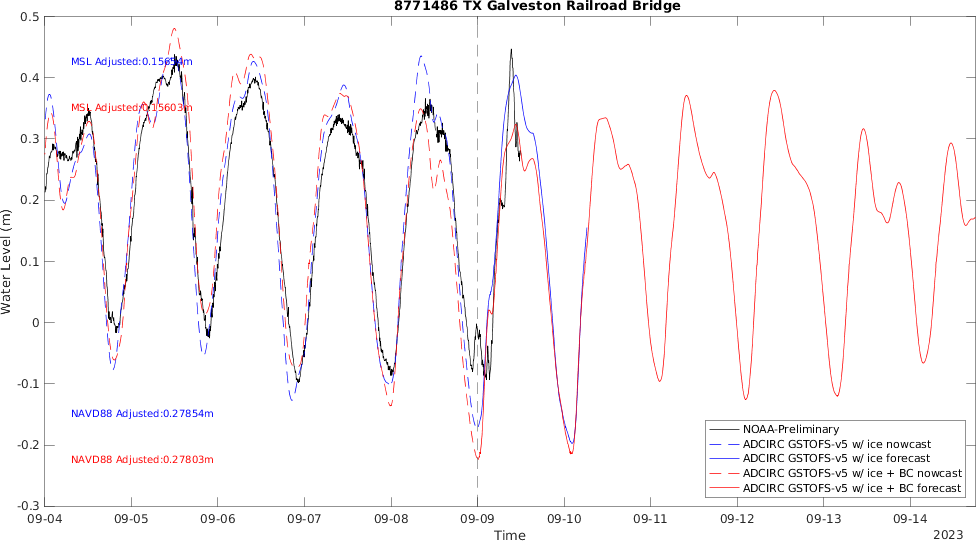 8771486 TX Galveston Railroad Bridge
Water Level (m)
0.5
0.4
0.3
0.2
0.1
0
-0.1
-0.2
-0.3
MSL Adjusted:0.15654m
MSL Adjusted:0.15603m
NAVD88 Adjusted:0.27854m
NAVD88 Adjusted:0.27803m
NOAA-Preliminary
ADCIRC GSTOFS-v5 w/ ice nowcast
ADCIRC GSTOFS-v5 w/ ice forecast
ADCIRC GSTOFS-v5 w/ ice + BC nowcast
ADCIRC GSTOFS-v5 w/ ice + BC forecast
09-04 09-05 09-06 09-07 09-08 09-09 09-10 09-11 09-12 09-13 09-14
Time
2023